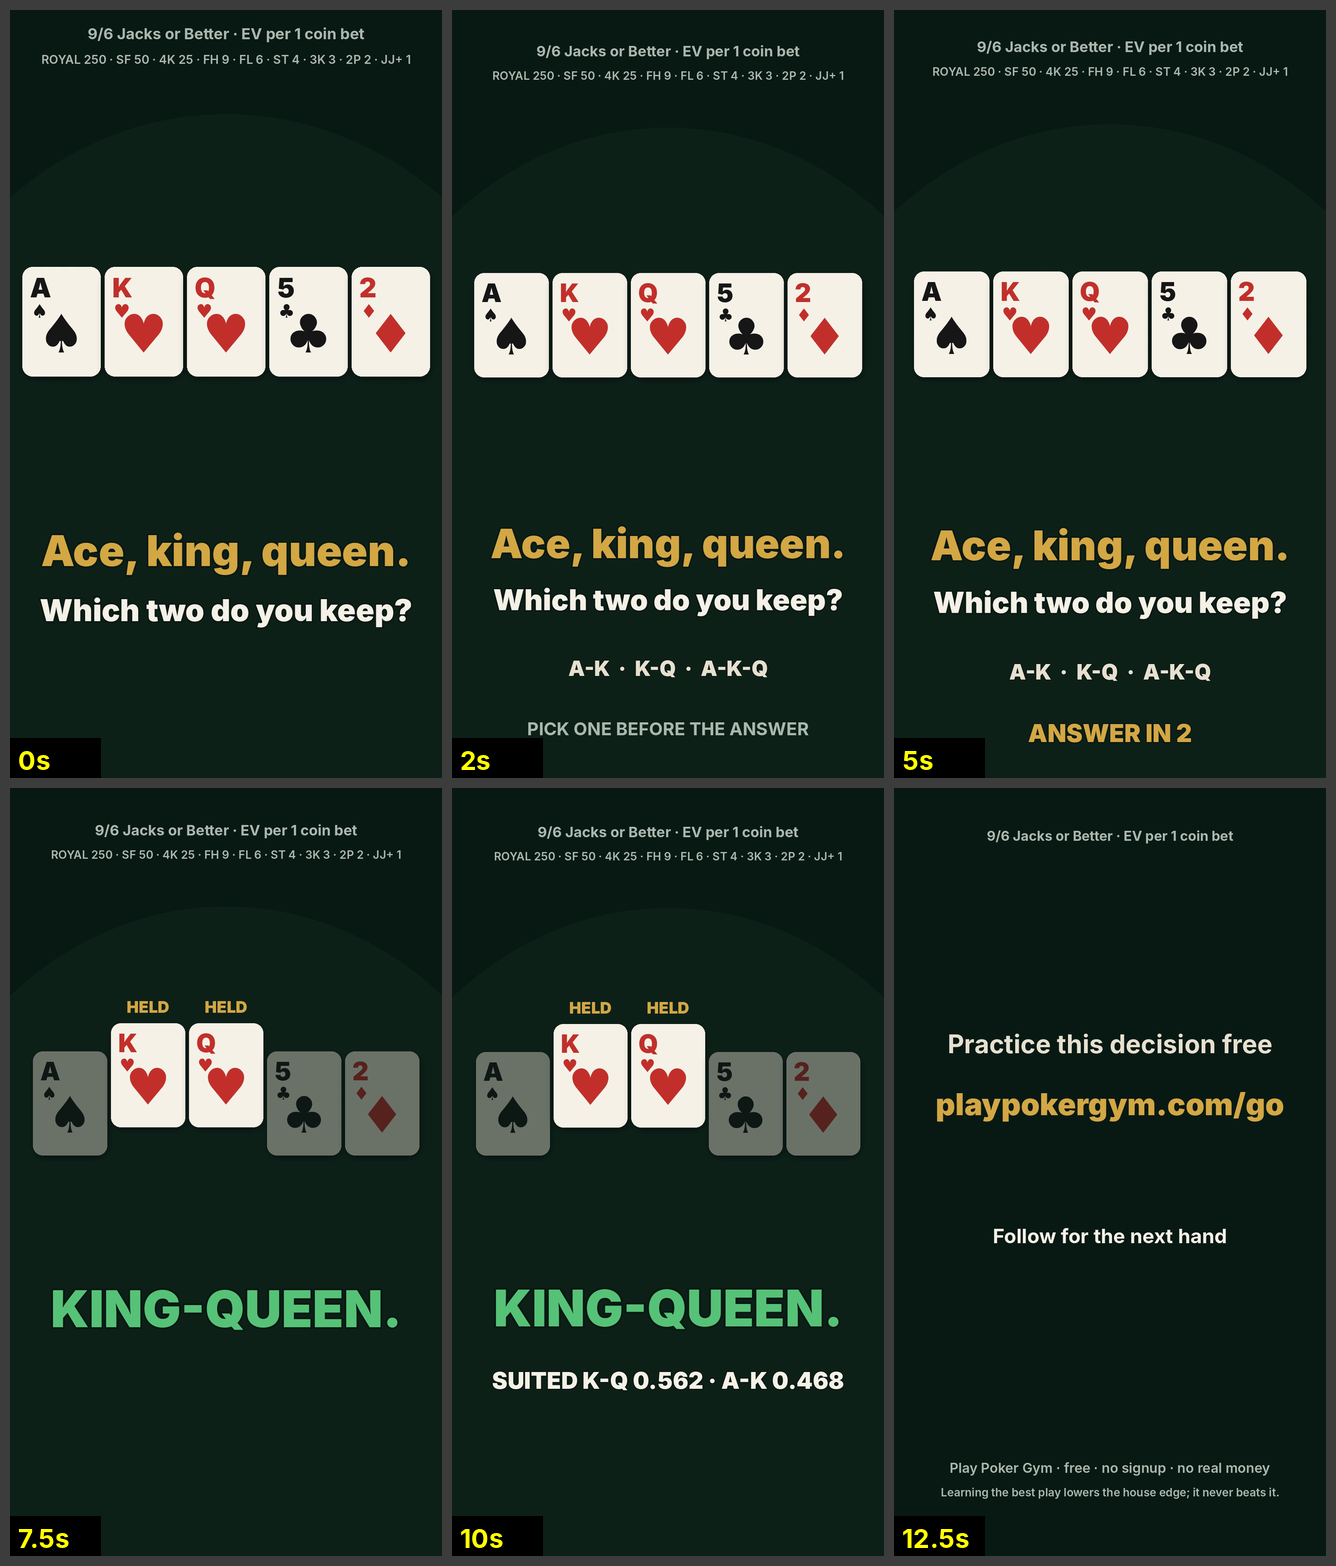 9/6 Jacks or Better · EV per 1 coin bet
ROYAL 250 · SF 50 · 4K 25 · FH 9 · FL 6 · ST 4 · 3K 3 · 2P 2 · JJ+ 1
A K Q 5 2
Ace, king, queen.
Which two do you keep?
0s
9/6 Jacks or Better · EV per 1 coin bet
ROYAL 250 · SF 50 · 4K 25 · FH 9 · FL 6 · ST 4 · 3K 3 · 2P 2 · JJ+ 1
A K Q 5 2
Ace, king, queen.
Which two do you keep?
A-K · K-Q · A-K-Q
PICK ONE BEFORE THE ANSWER
2s
9/6 Jacks or Better · EV per 1 coin bet
ROYAL 250 · SF 50 · 4K 25 · FH 9 · FL 6 · ST 4 · 3K 3 · 2P 2 · JJ+ 1
A K Q 5 2
Ace, king, queen.
Which two do you keep?
A-K · K-Q · A-K-Q
ANSWER IN 2
5s
9/6 Jacks or Better · EV per 1 coin bet
ROYAL 250 · SF 50 · 4K 25 · FH 9 · FL 6 · ST 4 · 3K 3 · 2P 2 · JJ+ 1
HELD HELD
A K Q 5 2
KING-QUEEN.
7.5s
9/6 Jacks or Better · EV per 1 coin bet
ROYAL 250 · SF 50 · 4K 25 · FH 9 · FL 6 · ST 4 · 3K 3 · 2P 2 · JJ+ 1
HELD HELD
A K Q 5 2
KING-QUEEN.
SUITED K-Q 0.562 · A-K 0.468
10s
9/6 Jacks or Better · EV per 1 coin bet
Practice this decision free
playpokergym.com/go
Follow for the next hand
Play Poker Gym · free · no signup · no real money
Learning the best play lowers the house edge; it never beats it.
12.5s